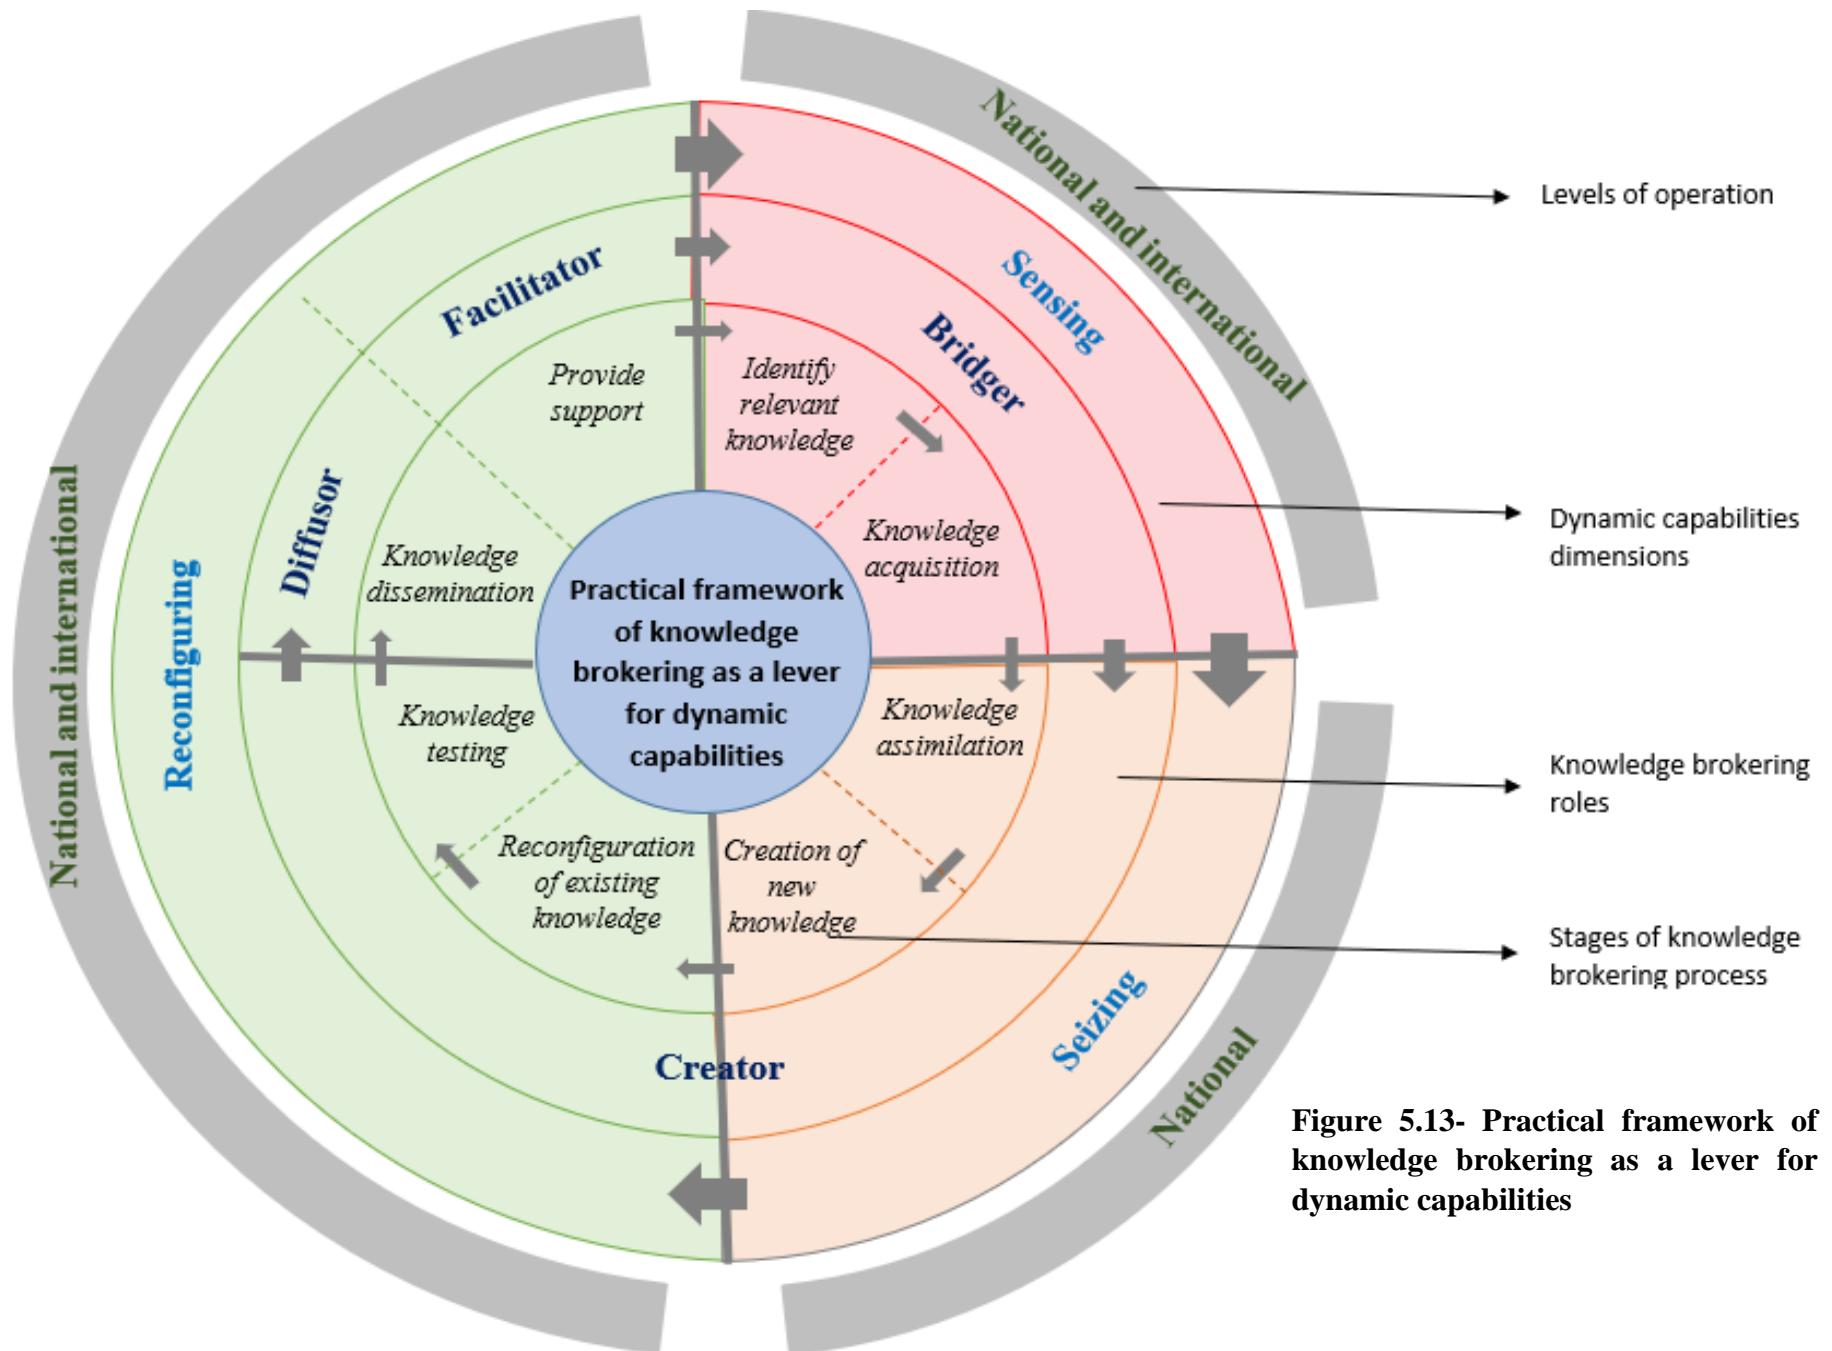 National and international
Sensing
Bridger
Identify
relevant
knowledge
Knowledge
acquisition
Knowledge
assimilation
Creation of
new
knowledge
Seizing
National
Creator
Reconfiguration
of existing
knowledge
Knowledge
testing
Knowledge
dissemination
Provide
support
Facilitator
Diffusor
Reconfiguring
National and international
Practical framework
of knowledge
brokering as a lever
for dynamic
capabilities
Levels of operation
Dynamic capabilities
dimensions
Knowledge brokering
roles
Stages of knowledge
brokering process
Figure 5.13- Practical framework of
knowledge brokering as a lever for
dynamic capabilities